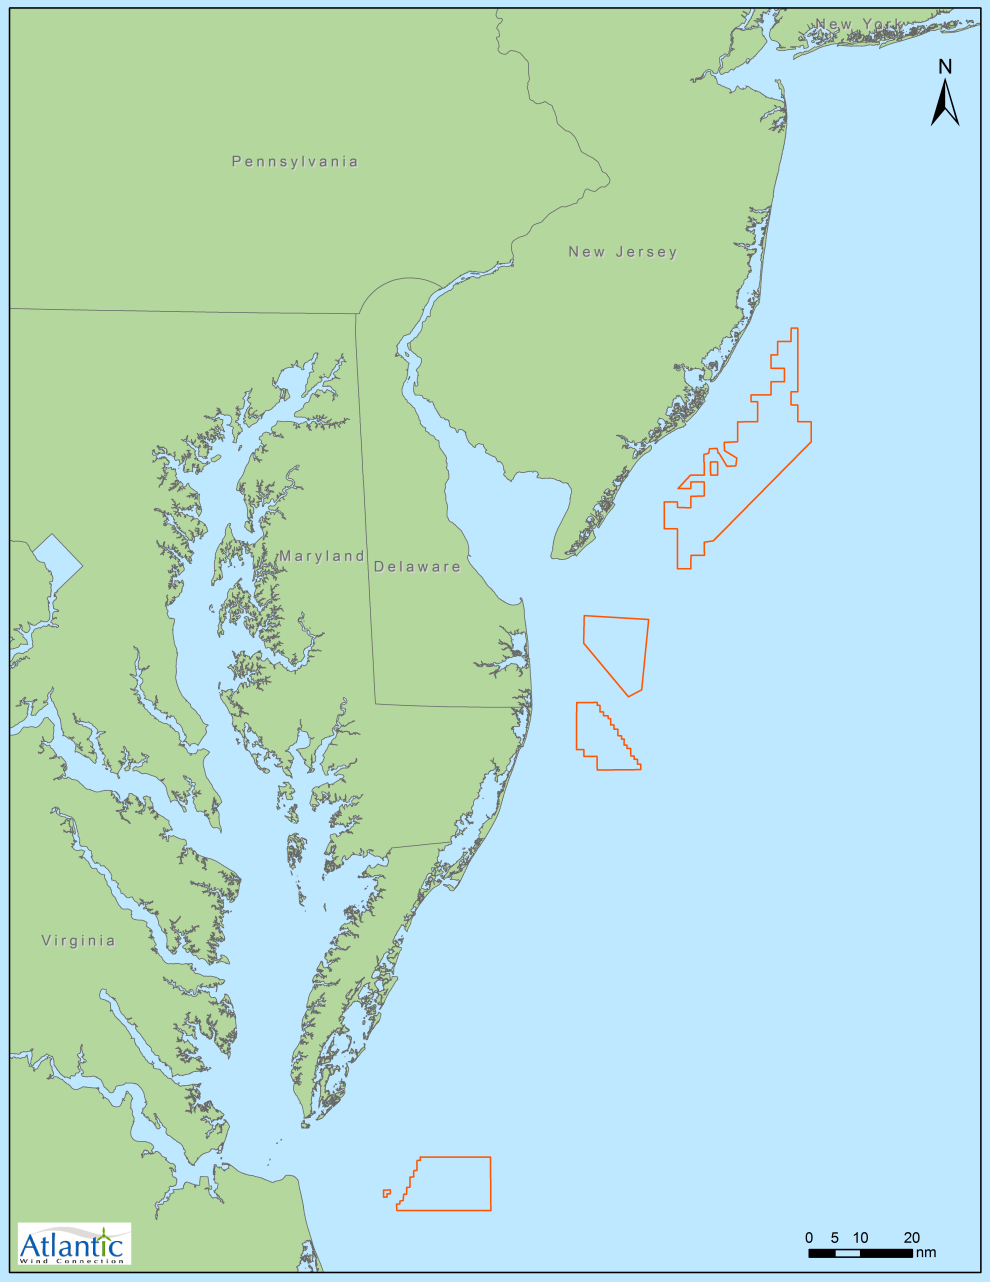 New York
N
Pennsylvania
New Jersey
Maryland
Delaware
Virginia
Atlantic
Wind Connection
0 5 10 20
nm